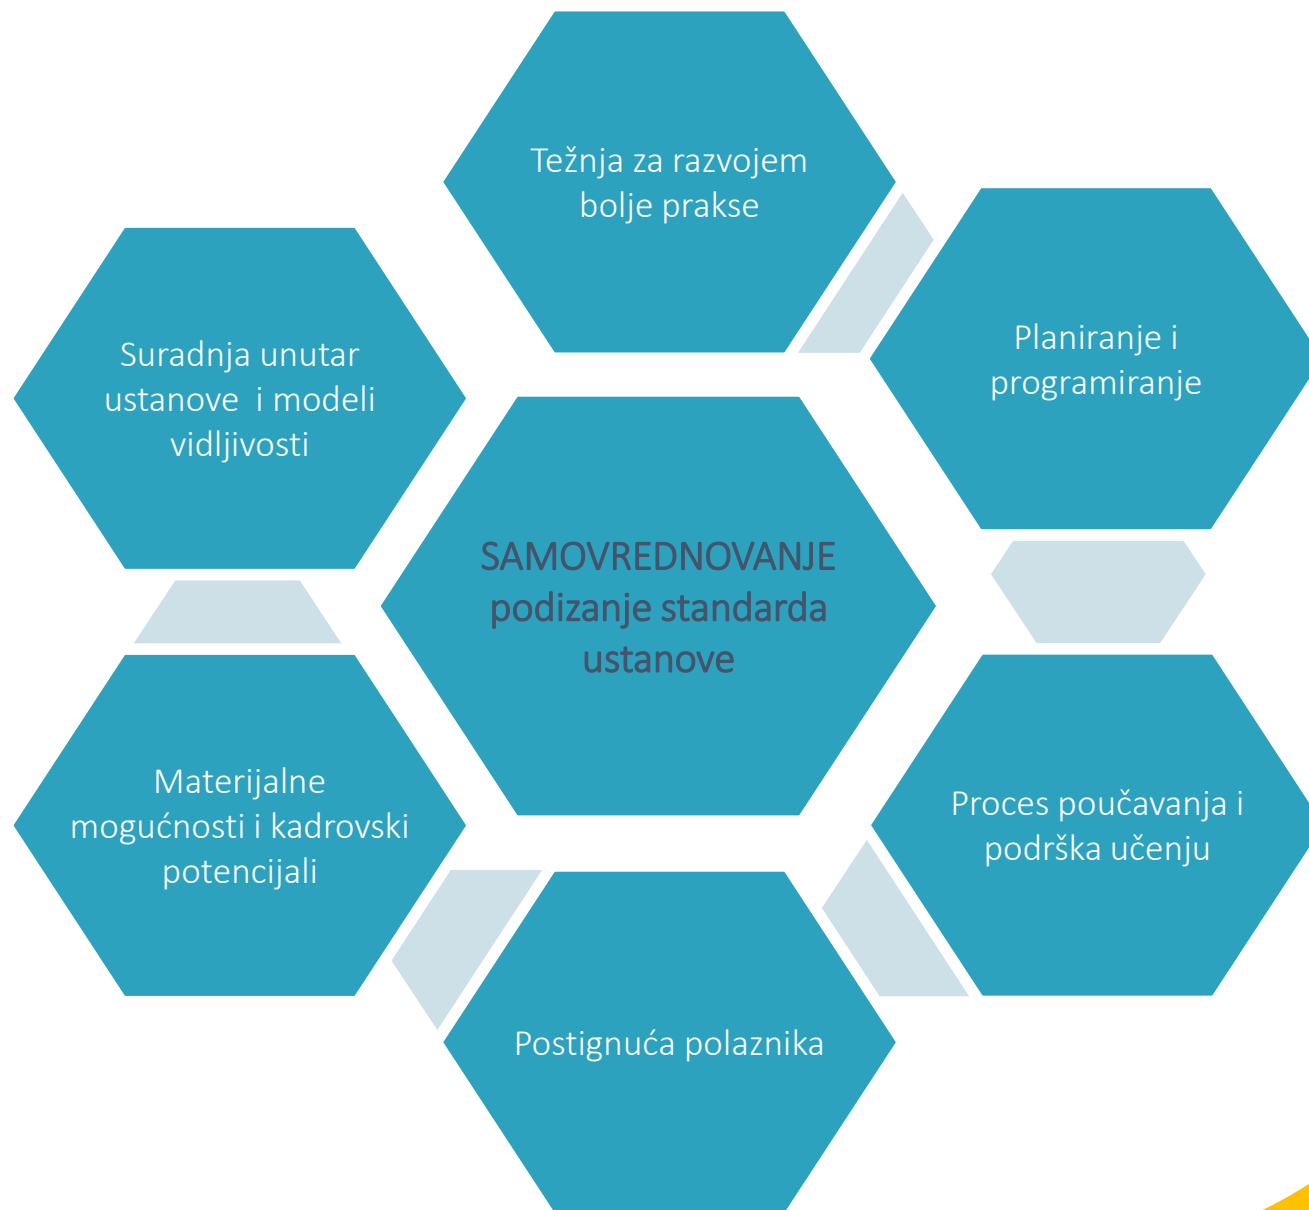 Težnja za razvojem
bolje prakse
Planiranje i
programiranje
Suradnja unutar
ustanove  i modeli
vidljivosti
SAMOVREDNOVANJE
podizanje standarda
ustanove
Materijalne
mogućnosti i kadrovski
potencijali
Proces poučavanja i
podrška učenju
Postignuća polaznika